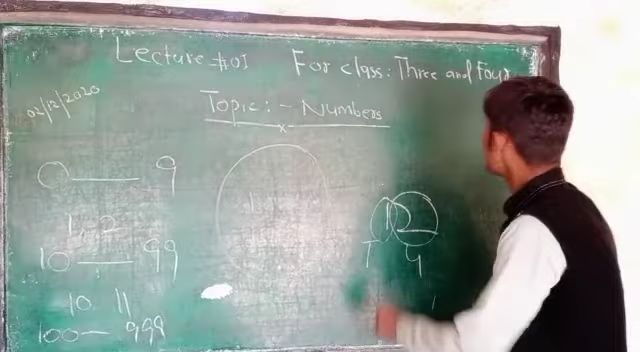 Lecture #01 For class: Three and Four
02/12/2020
Topic:- Numbers
0 — 9
1, 2
10 — 99
10 11
100 — 999
12
T U